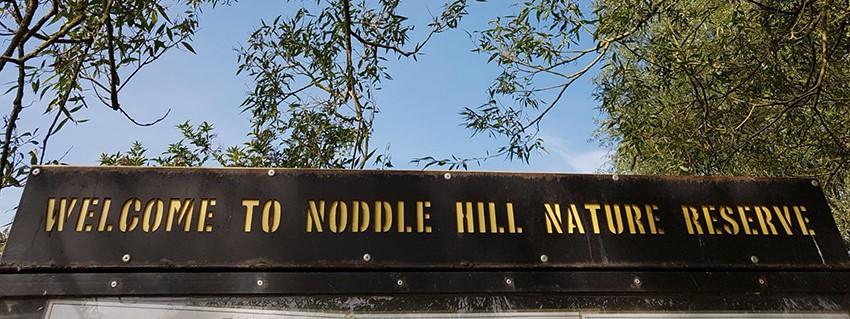 WELCOME TO NODDLE HILL NATURE RESERVE